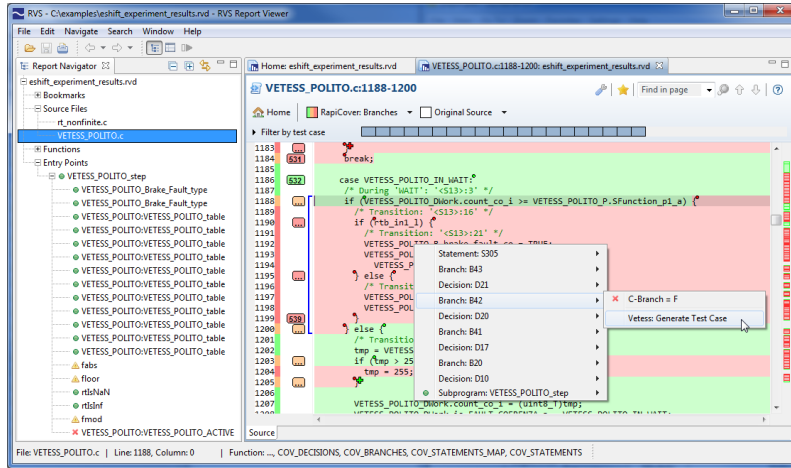 RVS - C:\examples\eshift_experiment_results.rvd - RVS Report Viewer
File Edit Navigate Search Window Help
Report Navigator
eshift_experiment_results.rvd
Bookmarks
Source Files
rt_nonfinite.c
VETESS_POLITO.c
Functions
Entry Points
VETESS_POLITO_step
VETESS_POLITO_Brake_Fault_type
VETESS_POLITO_Brake_Fault_type
VETESS_POLITO:VETESS_POLITO_table
VETESS_POLITO:VETESS_POLITO_table
VETESS_POLITO:VETESS_POLITO_table
VETESS_POLITO:VETESS_POLITO_table
VETESS_POLITO:VETESS_POLITO_table
VETESS_POLITO:VETESS_POLITO_table
VETESS_POLITO:VETESS_POLITO_table
VETESS_POLITO:VETESS_POLITO_table
VETESS_POLITO:VETESS_POLITO_table
VETESS_POLITO:VETESS_POLITO_table
fabs
floor
rtIsNaN
rtIsInf
fmod
VETESS_POLITO:VETESS_POLITO_ACTIVE
Home: eshift_experiment_results.rvd
VETESS_POLITO.c:1188-1200: eshift_experiment_results.rvd
VETESS_POLITO.c:1188-1200
Find in page
Home RapiCover: Branches Original Source
Filter by test case
1183 ...
1184 531 break;
1185
1186 532 case VETESS_POLITO_IN_WAIT:
1187 /* During 'WAIT': '<S13>:3' */
1188 ... if (VETESS_POLITO_DWork.count_co_i >= VETESS_POLITO_P.SFunction_p1_a) {
1189 /* Transition: '<S13>:16' */
1190 ... if (rtb_in1_l) {
1191 /* Transition: '<S13>:21' */
1192 VETESS_POLITO_B.brake_fault_co = TRUE;
1193 VETESS_POL
1194 VETESS_P
1195 ... } else {
1196 /* Transit
1197 VETESS_POL
1198 VETESS_POL
1199 539 }
1200 ... } else {
1201 /* Transitio
1202 tmp = VETESS
1203 ... if (tmp > 25
1204 tmp = 255;
1205 ... }
1206
1207 VETESS_POLITO_DWork.count_co_i = (uint8_T)tmp;
Statement: S305
Branch: B43
Decision: D21
Branch: B42
Decision: D20
Branch: B41
Decision: D17
Branch: B20
Decision: D10
Subprogram: VETESS_POLITO_step
C-Branch = F
Vetess: Generate Test Case
Source
File: VETESS_POLITO.c | Line: 1188, Column: 0 | Function: ..., COV_DECISIONS, COV_BRANCHES, COV_STATEMENTS_MAP, COV_STATEMENTS